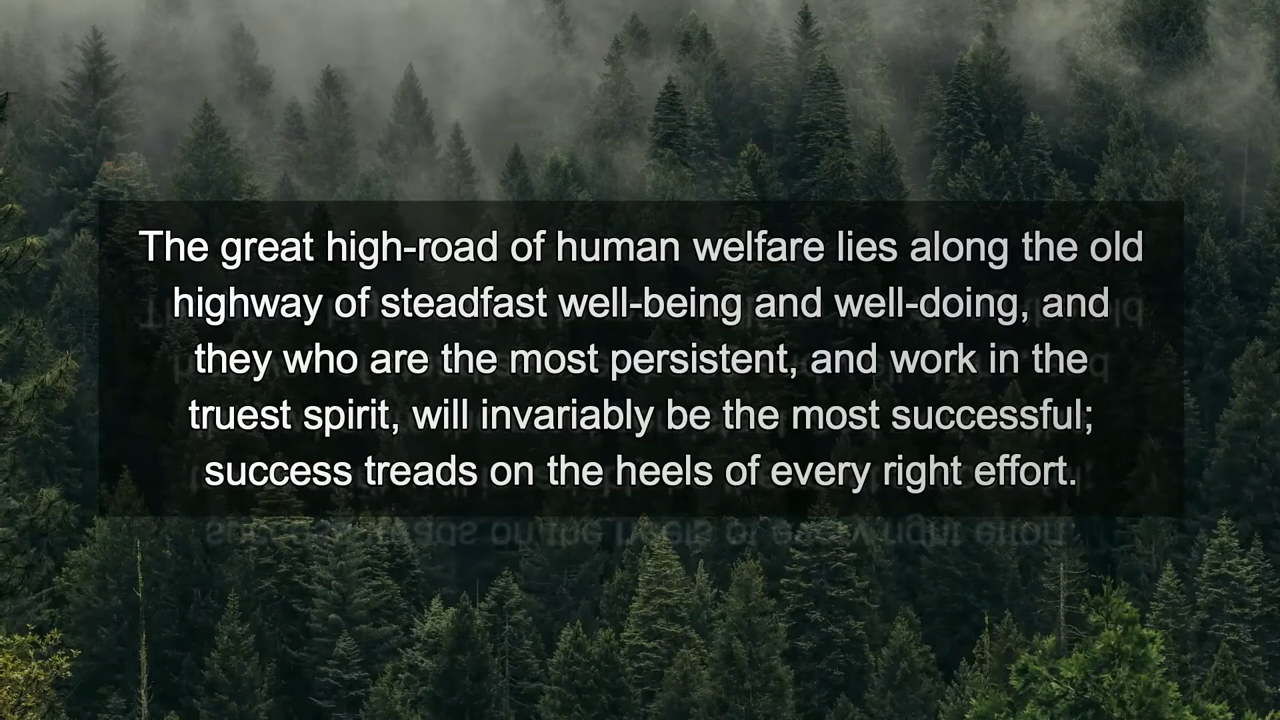 The great high-road of human welfare lies along the old
highway of steadfast well-being and well-doing, and
they who are the most persistent, and work in the
truest spirit, will invariably be the most successful;
success treads on the heels of every right effort.